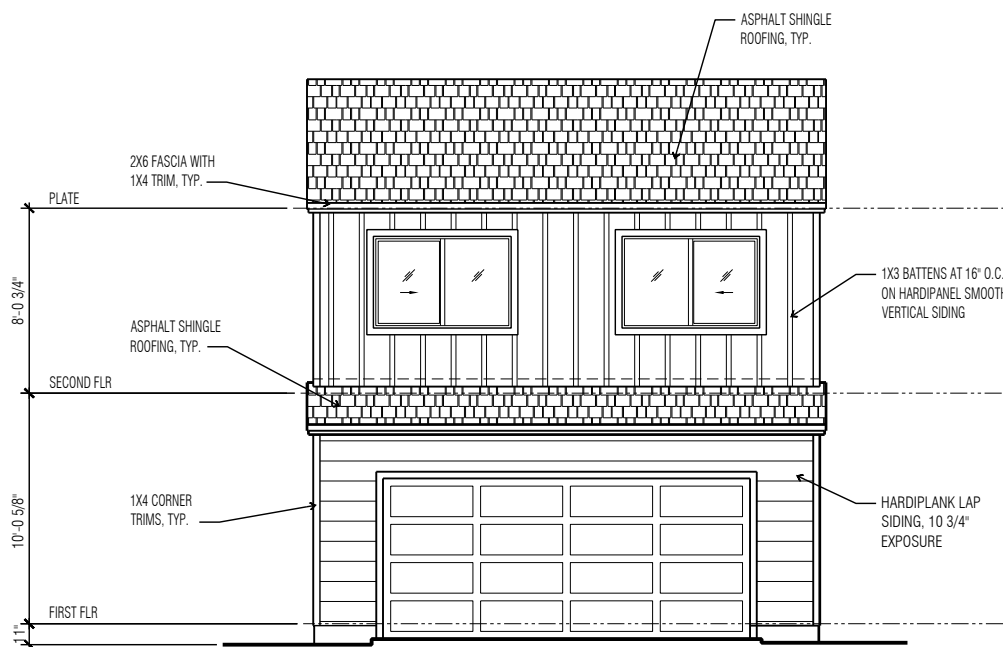 ASPHALT SHINGLE
ROOFING, TYP.
2X6 FASCIA WITH
1X4 TRIM, TYP.
PLATE
8'-0 3/4"
1X3 BATTENS AT 16" O.C.
ON HARDIPANEL SMOOTH
VERTICAL SIDING
ASPHALT SHINGLE
ROOFING, TYP.
SECOND FLR
10'-0 5/8"
1X4 CORNER
TRIMS, TYP.
HARDIPLANK LAP
SIDING, 10 3/4"
EXPOSURE
FIRST FLR
11"